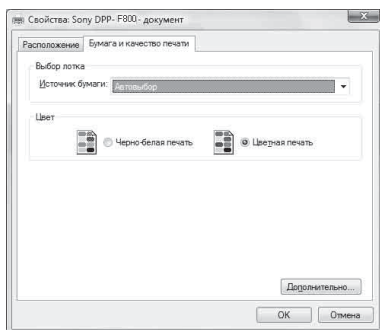 Свойства: Sony DPP- F800 - документ
Расположение Бумага и качество печати
Выбор лотка
Источник бумаги: Автовыбор
Цвет
Черно-белая печать Цветная печать
Дополнительно...
OK Отмена